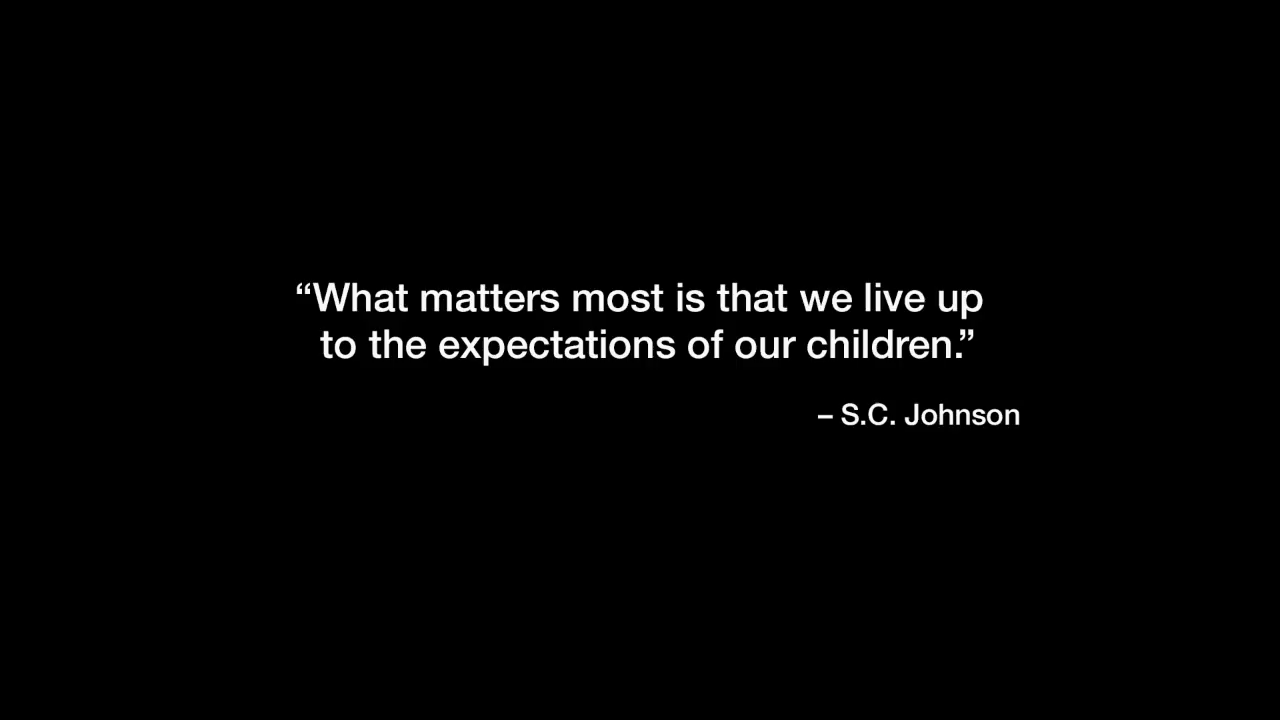 “What matters most is that we live up
to the expectations of our children.”
– S.C. Johnson